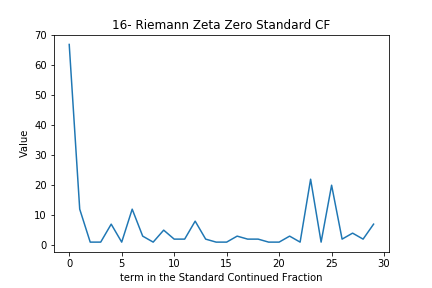 16- Riemann Zeta Zero Standard CF
70
60
50
40
30
20
10
0
Value
0 5 10 15 20 25 30
term in the Standard Continued Fraction